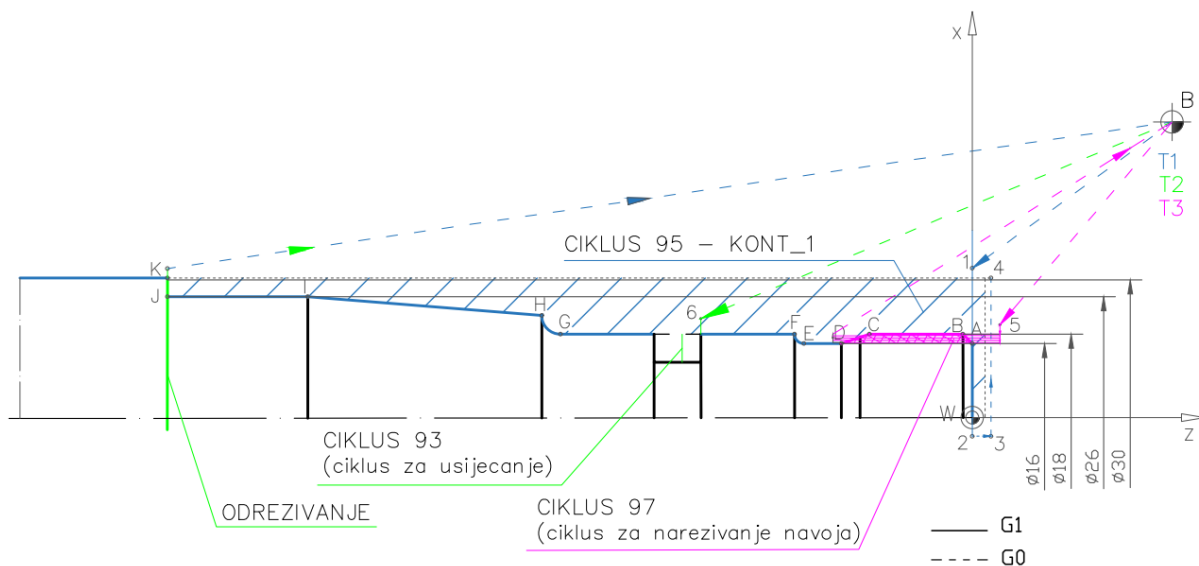 X
B
T1
T2
T3
CIKLUS 95 - KONT_1
K
1
4
J
I
H
6
5
G
F
E
D
C
B
A
W
Z
2
3
CIKLUS 93
(ciklus za usijecanje)
ø16
ø18
ø26
ø30
ODREZIVANJE
CIKLUS 97
(ciklus za narezivanje navoja)
G1
G0